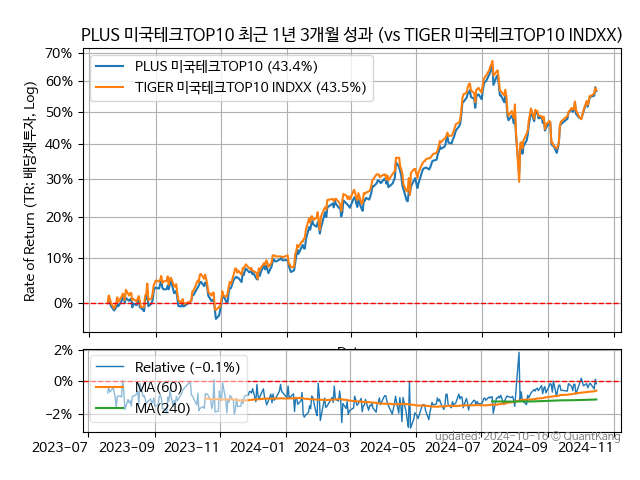 PLUS 미국테크TOP10 최근 1년 3개월 성과 (vs TIGER 미국테크TOP10 INDXX)
70%
60%
50%
40%
30%
20%
10%
0%
Rate of Return (TR: 배당재투자, Log)
PLUS 미국테크TOP10 (43.4%)
TIGER 미국테크TOP10 INDXX (43.5%)
2%
0%
−2%
Relative (−0.1%)
MA(60)
MA(240)
updated: 2024-10-16 © QuantKang
2023-07
2023-09
2023-11
2024-01
2024-03
2024-05
2024-07
2024-09
2024-11